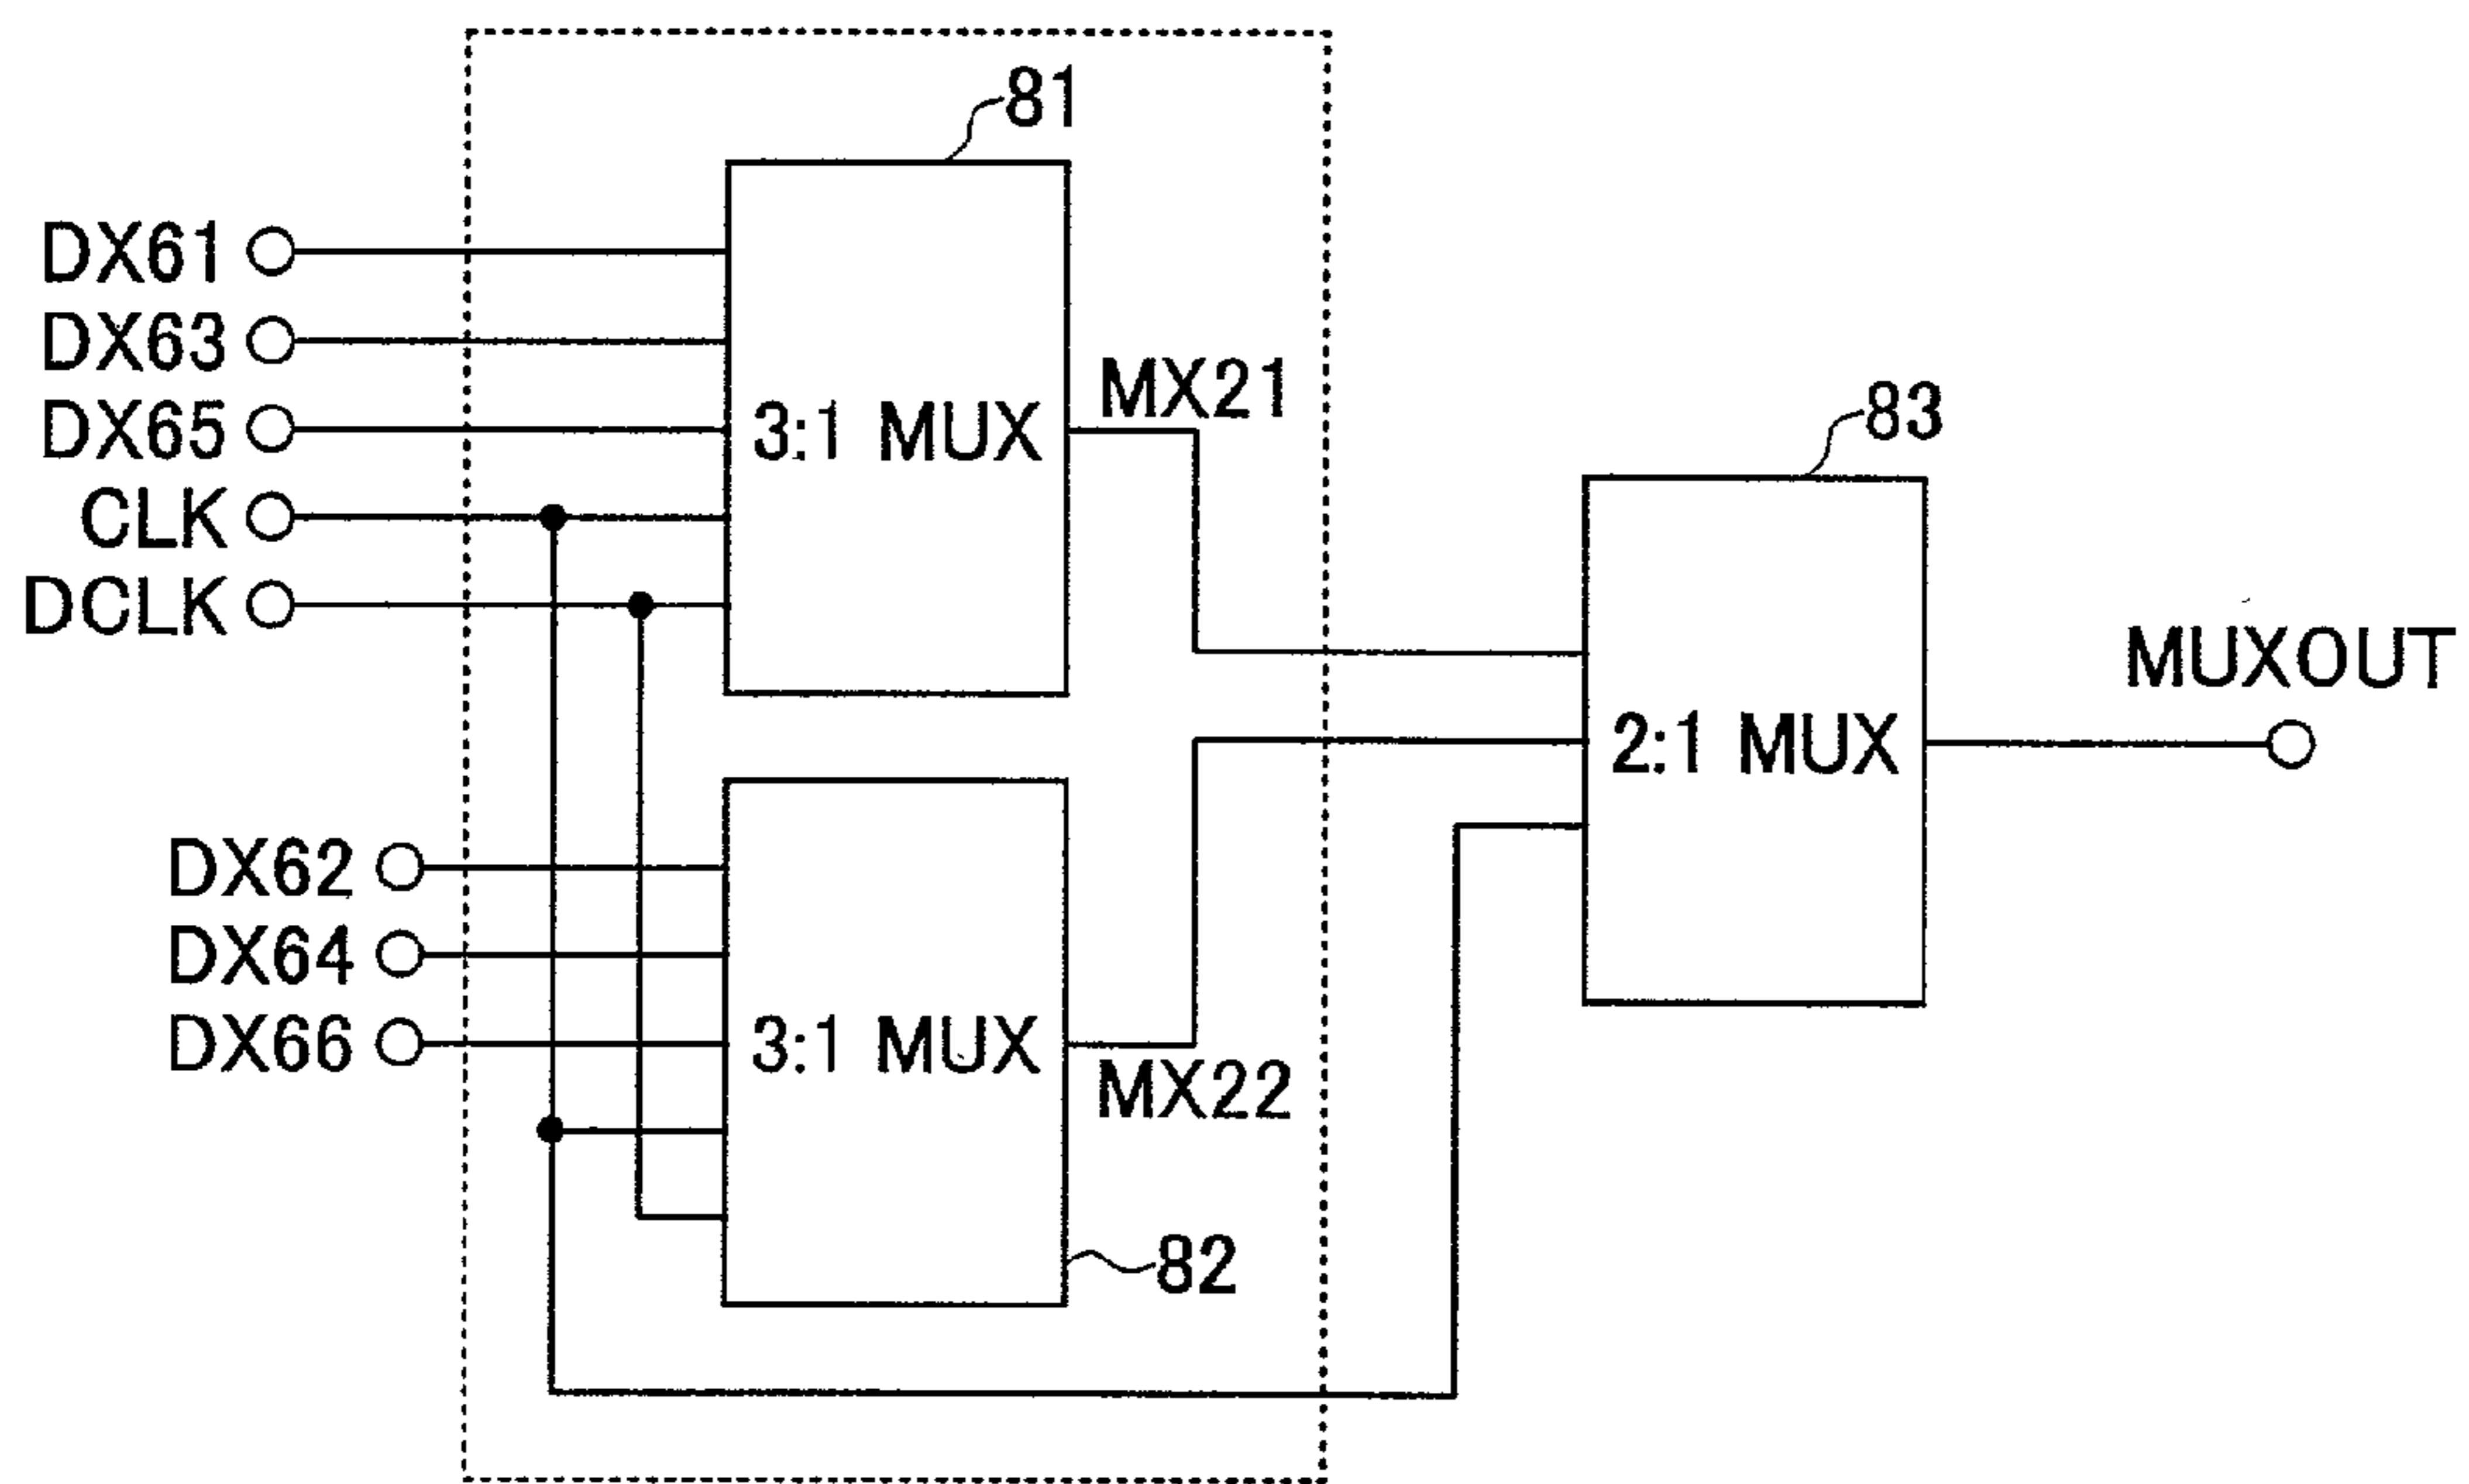 81
DX61
DX63
DX65
CLK
DCLK
3:1 MUX
MX21
83
2:1 MUX
MUXOUT
DX62
DX64
DX66
3:1 MUX
MX22
82